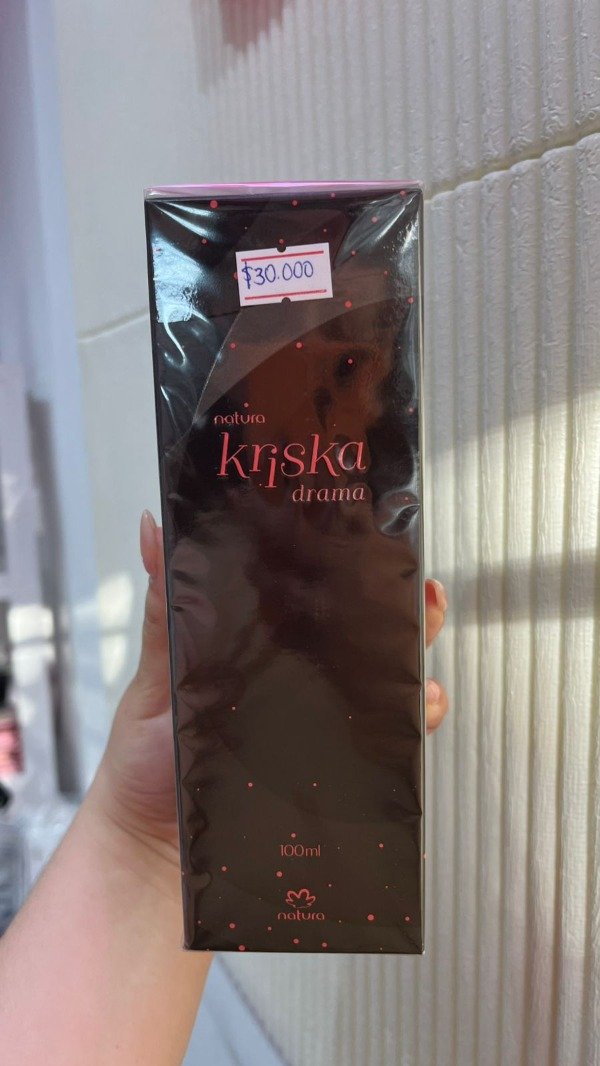 $30.000
natura
kriska
drama
100ml
natura